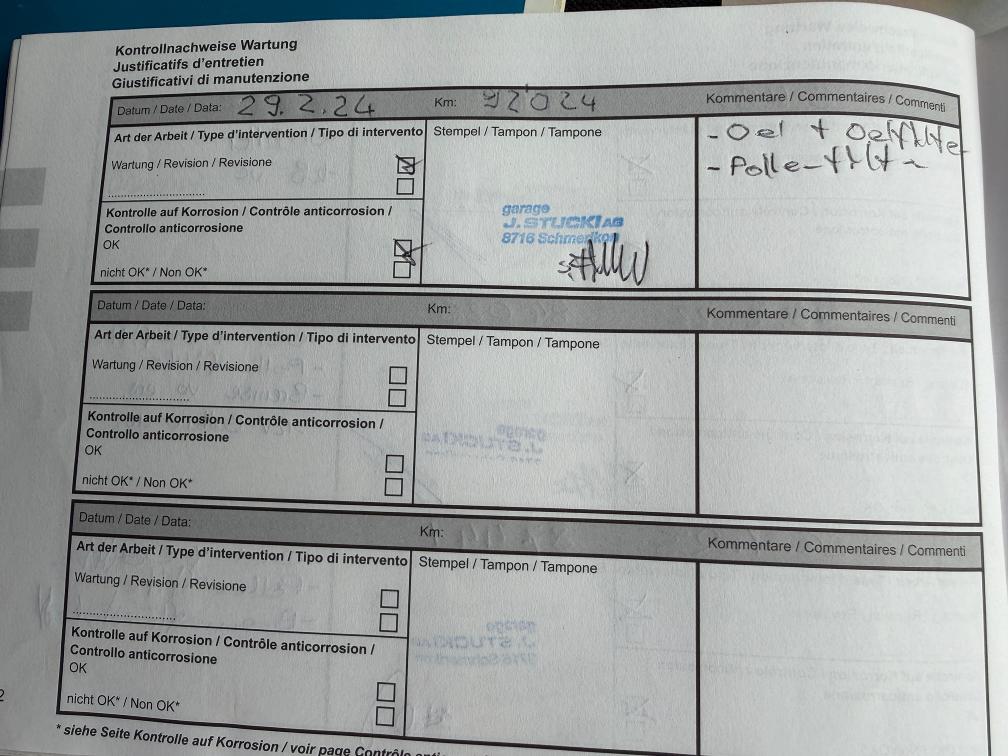 Kontrollnachweise Wartung
Justificatifs d'entretien
Giustificativi di manutenzione
Datum / Date / Data: 29.2.24 Km: 92'024 Kommentare / Commentaires / Commenti
Art der Arbeit / Type d'intervention / Tipo di intervento Stempel / Tampon / Tampone - Oel + Oelfilter
Wartung / Revision / Revisione - Pollenfilter
Kontrolle auf Korrosion / Contrôle anticorrosion /
Controllo anticorrosione
OK
nicht OK* / Non OK*
garage
J. STUCKI AG
8716 Schmerikon
Datum / Date / Data: Km: Kommentare / Commentaires / Commenti
Art der Arbeit / Type d'intervention / Tipo di intervento Stempel / Tampon / Tampone
Wartung / Revision / Revisione
Kontrolle auf Korrosion / Contrôle anticorrosion /
Controllo anticorrosione
OK
nicht OK* / Non OK*
Datum / Date / Data: Km: Kommentare / Commentaires / Commenti
Art der Arbeit / Type d'intervention / Tipo di intervento Stempel / Tampon / Tampone
Wartung / Revision / Revisione
Kontrolle auf Korrosion / Contrôle anticorrosion /
Controllo anticorrosione
OK
nicht OK* / Non OK*
* siehe Seite Kontrolle auf Korrosion / voir page Contrôle